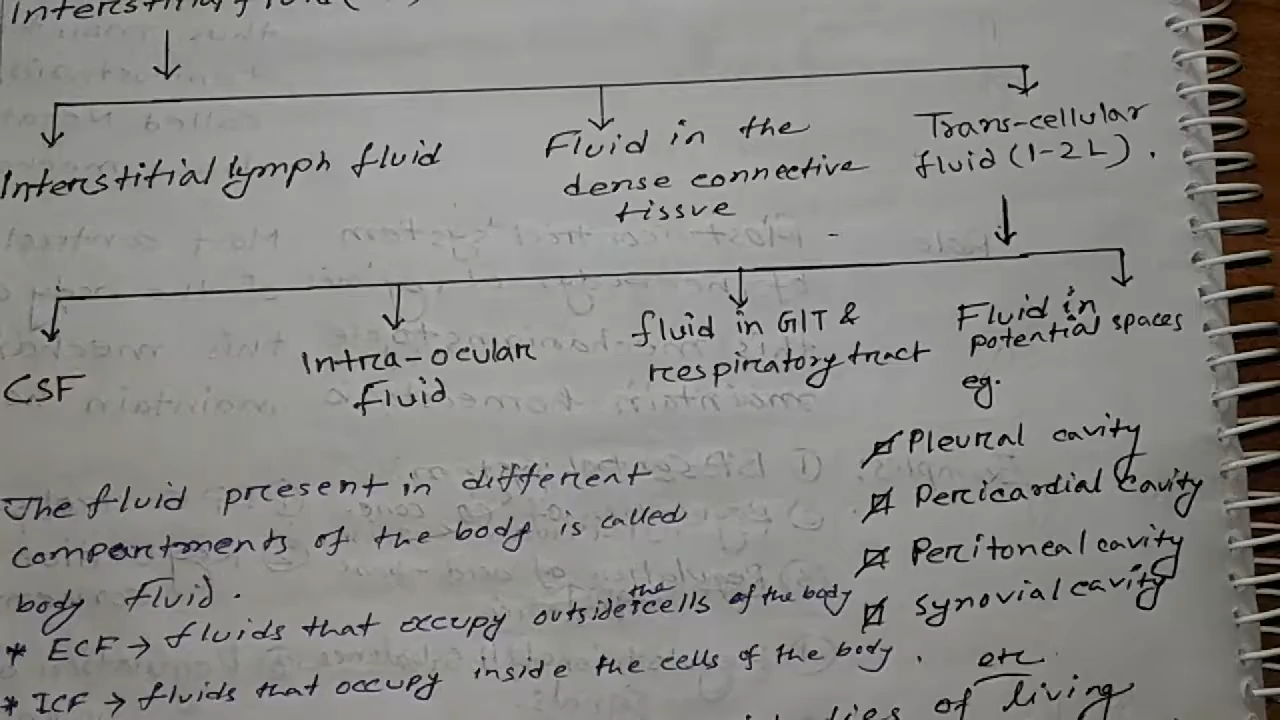 Interstitial fluid (
Interstitial lymph fluid
Fluid in the
dense connective
tissue
Trans-cellular
fluid (1-2L).
CSF
Intra-ocular
fluid
fluid in GIT &
respiratory tract
Fluid in
potential spaces
eg.
Pleural cavity
Pericardial cavity
Peritoneal cavity
Synovial cavity
etc.
The fluid present in different
compartments of the body is called
body fluid.
* ECF → fluids that occupy outside the cells of the body
* ICF → fluids that occupy inside the cells of the body.
of living